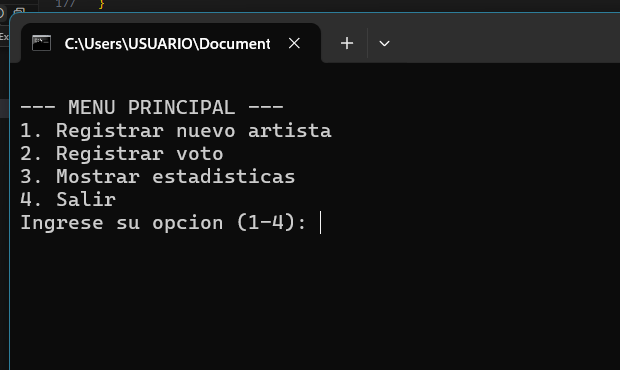 }
C:\Users\USUARIO\Document
--- MENU PRINCIPAL ---
1. Registrar nuevo artista
2. Registrar voto
3. Mostrar estadisticas
4. Salir
Ingrese su opcion (1-4):